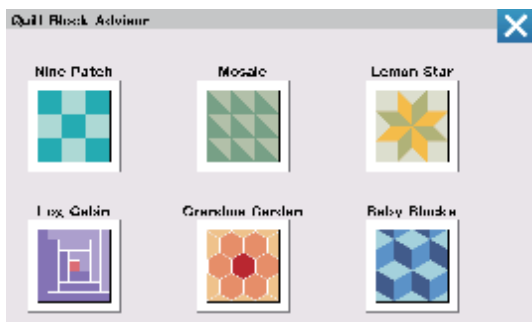 Quilt Block Advisor
Nine Patch
Mosaic
Lemon Star
Log Cabin
Grandma Garden
Baby Blocks